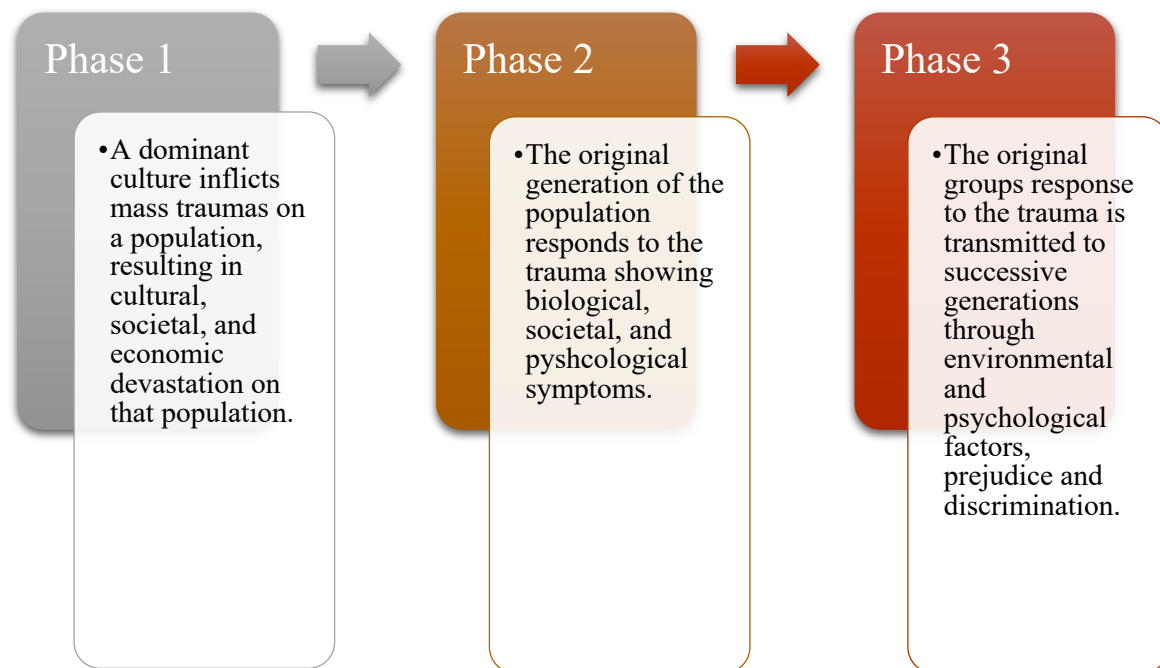 Phase 1
•A dominant
culture inflicts
mass traumas on
a population,
resulting in
cultural,
societal, and
economic
devastation on
that population.
Phase 2
•The original
generation of the
population
responds to the
trauma showing
biological,
societal, and
pyshcological
symptoms.
Phase 3
•The original
groups response
to the trauma is
transmitted to
successive
generations
through
environmental
and
psychological
factors,
prejudice and
discrimination.